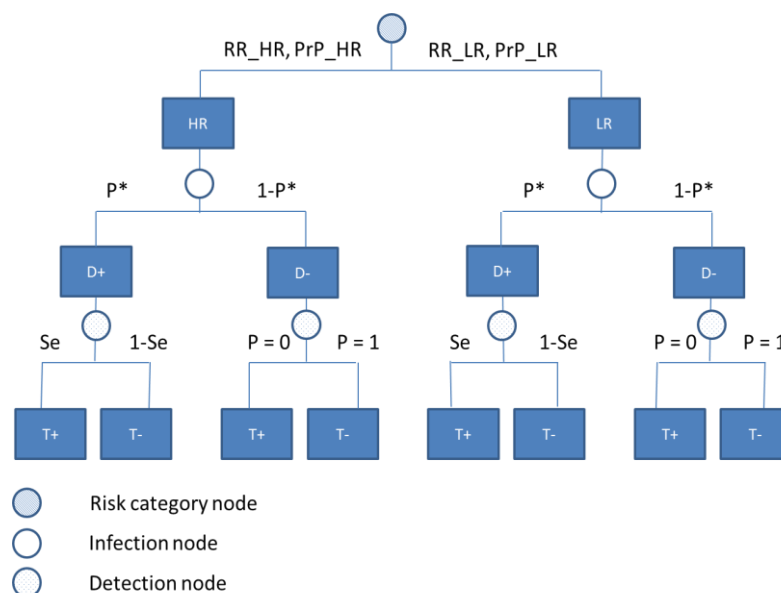 RR_HR, PrP_HR RR_LR, PrP_LR
HR LR
P* 1-P* P* 1-P*
D+ D- D+ D-
Se 1-Se P = 0 P = 1 Se 1-Se P = 0 P = 1
T+ T- T+ T- T+ T- T+ T-
Risk category node
Infection node
Detection node